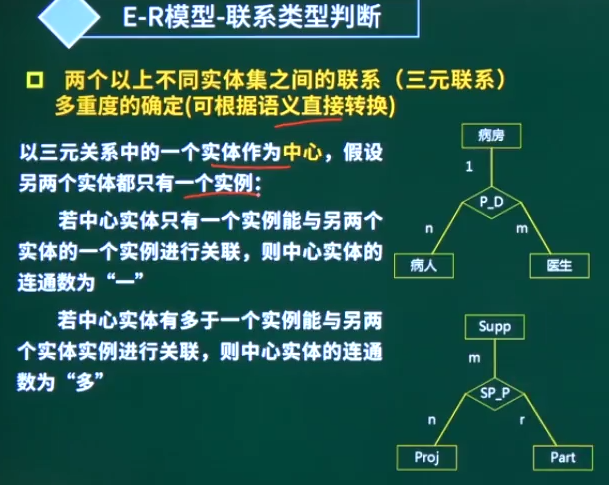 E-R模型-联系类型判断
两个以上不同实体集之间的联系（三元联系）
多重度的确定(可根据语义直接转换)
以三元关系中的一个实体作为中心，假设
另两个实体都只有一个实例：
若中心实体只有一个实例能与另两个
实体的一个实例进行关联，则中心实体的
连通数为“一”
若中心实体有多于一个实例能与另两
个实体实例进行关联，则中心实体的连通
数为“多”
病房
1
P_D
n
m
病人
医生
Supp
m
SP_P
n
r
Proj
Part